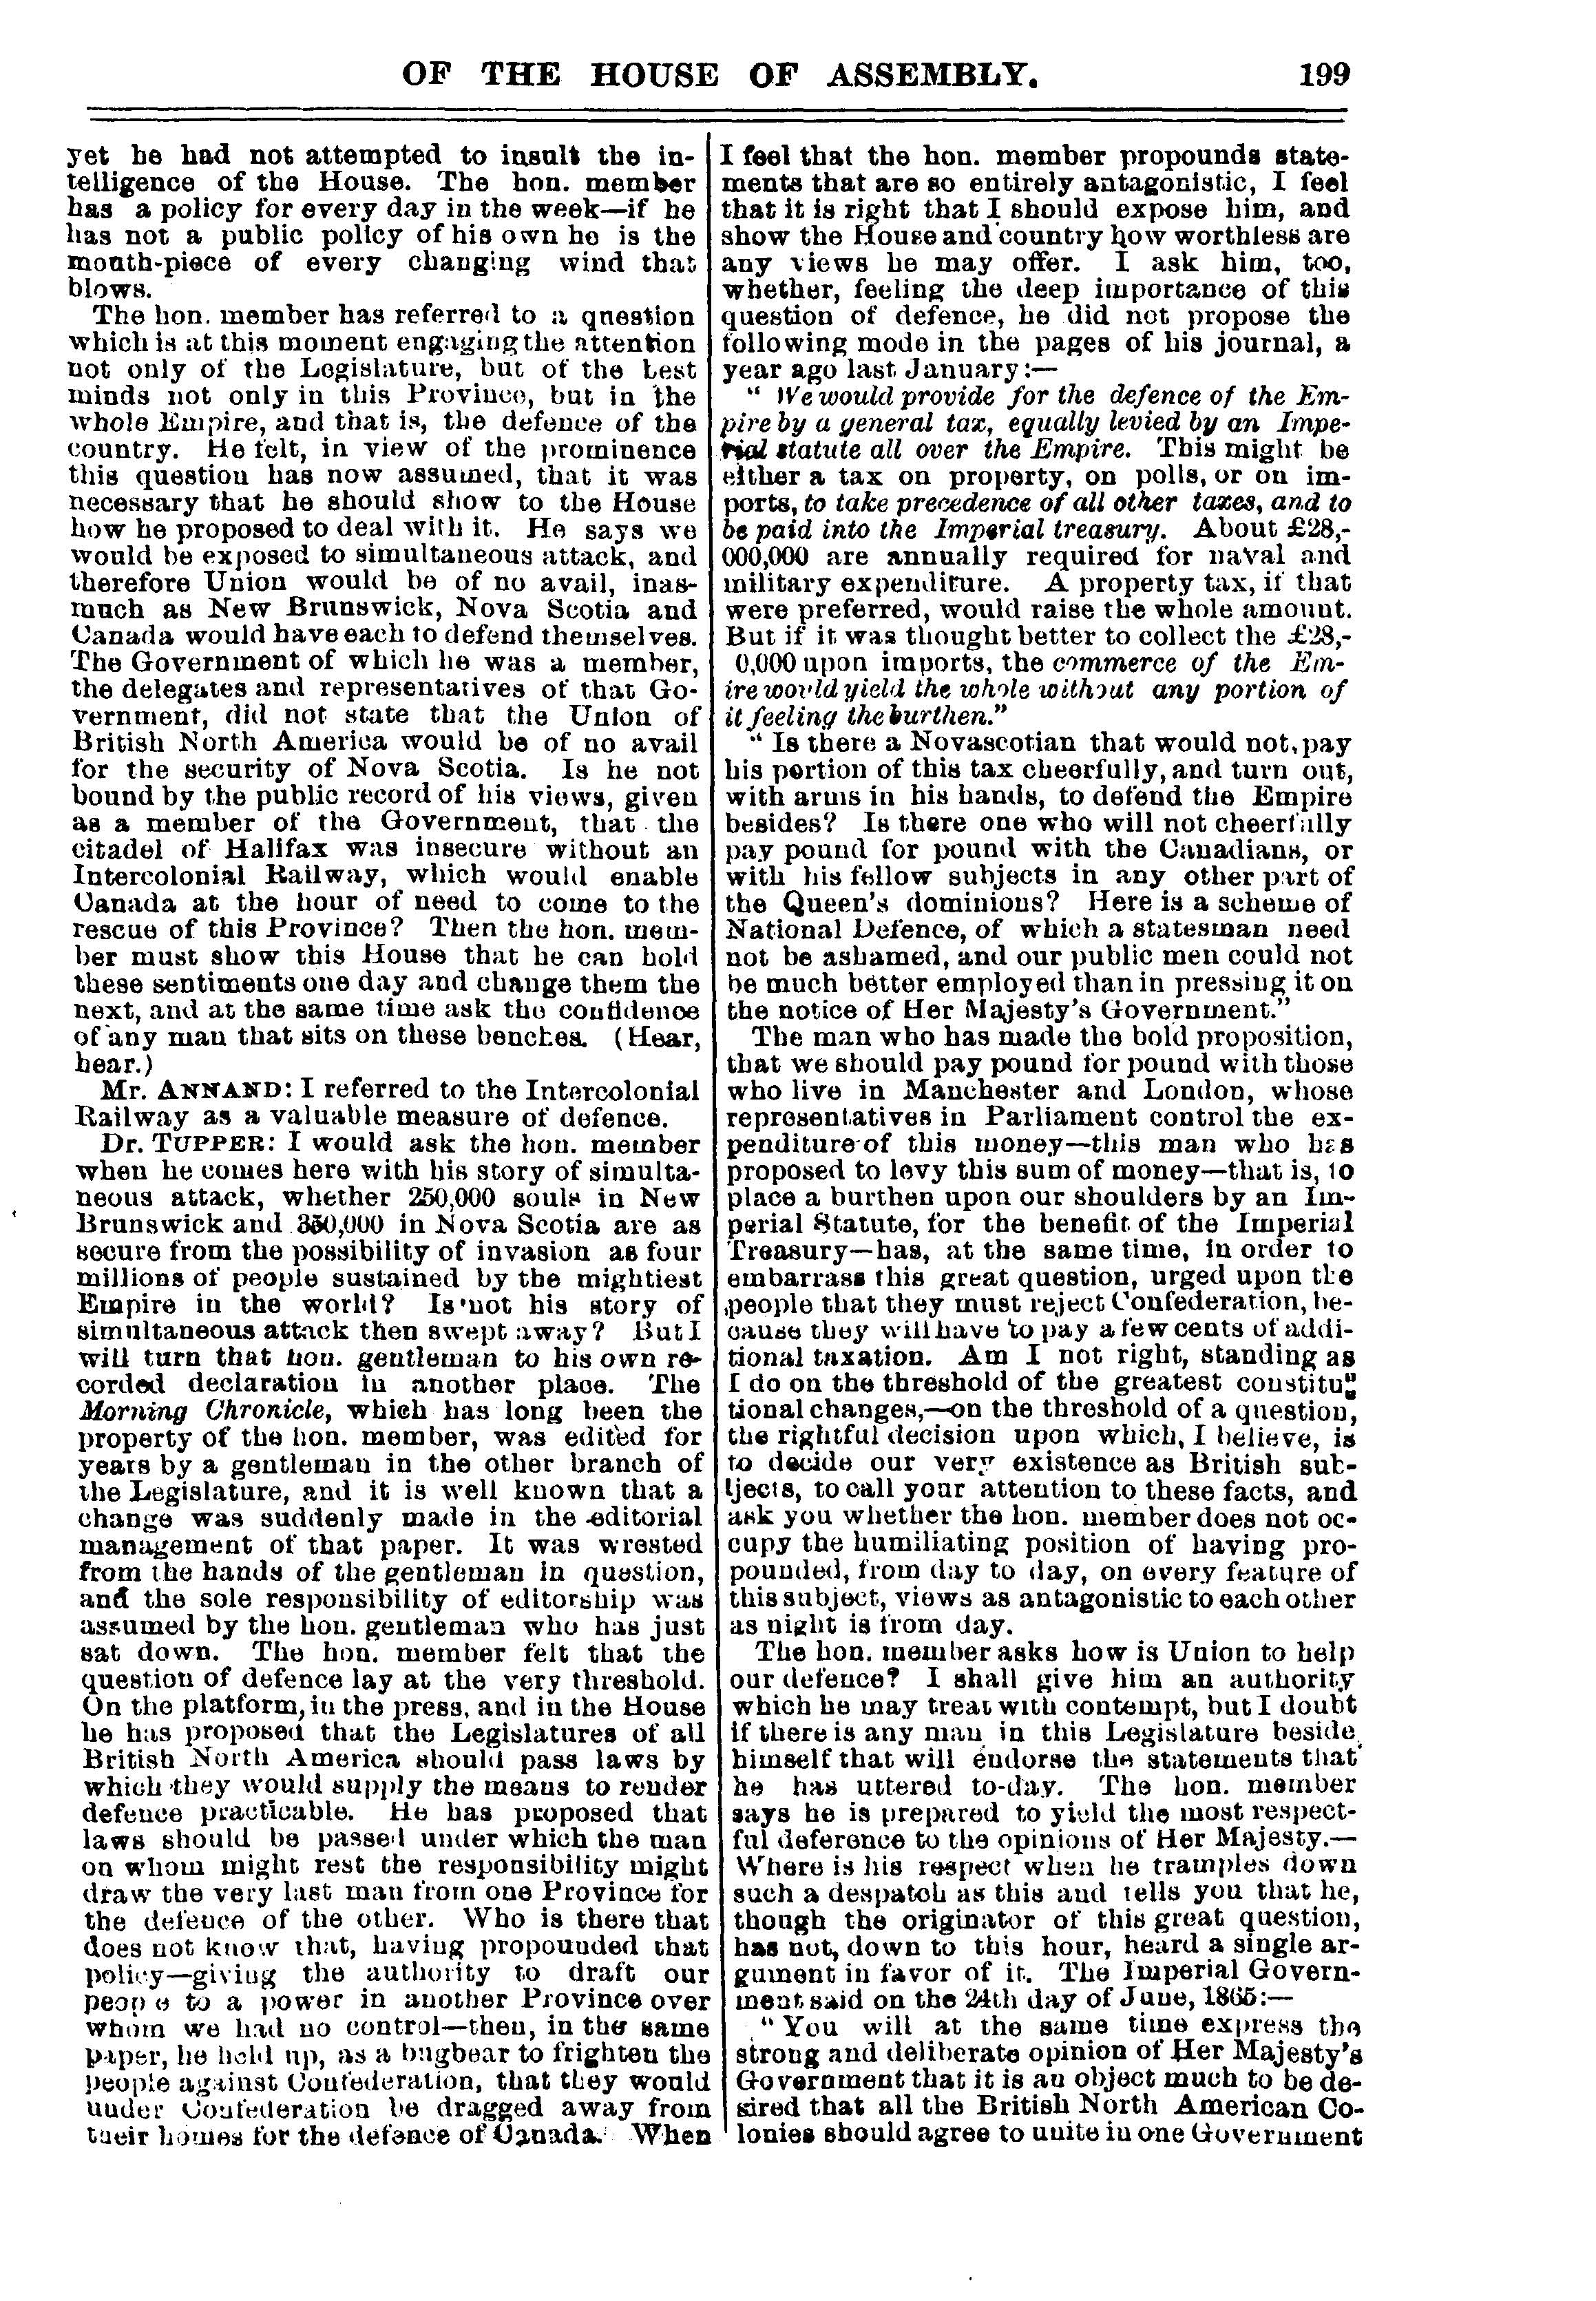 OF THE HOUSE OF ASSEMBLY. 199
yet he had not attempted to insult the in-
telligence of the House. The hon. member
has a policy for every day in the week—if he
has not a public policy of his own he is the
mouth-piece of every changing wind that
blows.
The hon. member has referred to a question
which is at this moment engaging the attention
not only of the Legislature, but of the best
minds not only in this Province, but in the
whole Empire, and that is, the defence of the
country. He felt, in view of the prominence
this question has now assumed, that it was
necessary that he should show to the House
how he proposed to deal with it. He says we
would be exposed to simultaneous attack, and
therefore Union would be of no avail, inas-
much as New Brunswick, Nova Scotia and
Canada would have each to defend themselves.
The Government of which he was a member,
the delegates and representatives of that Go-
vernment, did not state that the Union of
British North America would be of no avail
for the security of Nova Scotia. Is he not
bound by the public record of his views, given
as a member of the Government, that the
citadel of Halifax was insecure without an
Intercolonial Railway, which would enable
Canada at the hour of need to come to the
rescue of this Province? Then the hon. mem-
ber must show this House that he can hold
these sentiments one day and change them the
next, and at the same time ask the confidence
of any man that sits on these benches. (Hear,
hear.)
Mr. ANNAND: I referred to the Intercolonial
Railway as a valuable measure of defence.
Dr. TUPPER: I would ask the hon. member
when he comes here with his story of simulta-
neous attack, whether 250,000 souls in New
Brunswick and 350,000 in Nova Scotia are as
secure from the possibility of invasion as four
millions of people sustained by the mightiest
Empire in the world? Is not his story of
simultaneous attack then swept away? But I
will turn that hon. gentleman to his own re-
corded declaration in another place. The
Morning Chronicle, which has long been the
property of the hon. member, was edited for
years by a gentleman in the other branch of
the Legislature, and it is well known that a
change was suddenly made in the editorial
management of that paper. It was wrested
from the hands of the gentleman in question,
and the sole responsibility of editorship was
assumed by the hon. gentleman who has just
sat down. The hon. member felt that the
question of defence lay at the very threshold.
On the platform, in the press, and in the House
he has proposed that the Legislatures of all
British North America should pass laws by
which they would supply the means to render
defence practicable. He has proposed that
laws should be passed under which the man
on whom might rest the responsibility might
draw the very last man from one Province for
the defence of the other. Who is there that
does not know that, having propounded that
policy—giving the authority to draft our
peop e to a power in another Province over
whom we had no control—then, in the same
paper, he held up, as a bugbear to frighten the
people against Confederation, that they would
under Confederation be dragged away from
their homes for the defence of Canada. When
I feel that the hon. member propounds state-
ments that are so entirely antagonistic, I feel
that it is right that I should expose him, and
show the House and country how worthless are
any views he may offer. I ask him, too,
whether, feeling the deep importance of this
question of defence, he did not propose the
following mode in the pages of his journal, a
year ago last January:—
" We would provide for the defence of the Em-
pire by a general tax, equally levied by an Impe-
rial statute all over the Empire. This might be
either a tax on property, on polls, or on im-
ports, to take precedence of all other taxes, and to
be paid into the Imperial treasury. About £28,-
000,000 are annually required for naval and
military expenditure. A property tax, if that
were preferred, would raise the whole amount.
But if it was thought better to collect the £28,-
0,000 upon imports, the commerce of the Em-
ire would yield the whole without any portion of
it feeling the burthen."
" Is there a Novascotian that would not, pay
his portion of this tax cheerfully, and turn out,
with arms in his hands, to defend the Empire
besides? Is there one who will not cheerfully
pay pound for pound with the Canadians, or
with his fellow subjects in any other part of
the Queen's dominions? Here is a scheme of
National Defence, of which a statesman need
not be ashamed, and our public men could not
be much better employed than in pressing it on
the notice of Her Majesty's Government."
The man who has made the bold proposition,
that we should pay pound for pound with those
who live in Manchester and London, whose
representatives in Parliament control the ex-
penditure of this money—this man who has
proposed to levy this sum of money—that is, to
place a burthen upon our shoulders by an Im-
perial Statute, for the benefit of the Imperial
Treasury—has, at the same time, in order to
embarrass this great question, urged upon the
people that they must reject Confederation, be-
cause they will have to pay a few cents of addi-
tional taxation. Am I not right, standing as
I do on the threshold of the greatest constitu-
tional changes,—on the threshold of a question,
the rightful decision upon which, I believe, is
to decide our very existence as British sub-
jects, to call your attention to these facts, and
ask you whether the hon. member does not oc-
cupy the humiliating position of having pro-
pounded, from day to day, on every feature of
this subject, views as antagonistic to each other
as night is from day.
The hon. member asks how is Union to help
our defence? I shall give him an authority
which he may treat with contempt, but I doubt
if there is any man in this Legislature beside
himself that will endorse the statements that
he has uttered to-day. The hon. member
says he is prepared to yield the most respect-
ful deference to the opinions of Her Majesty.—
Where is his respect when he tramples down
such a despatch as this and tells you that he,
though the originator of this great question,
has not, down to this hour, heard a single ar-
gument in favor of it. The Imperial Govern-
ment said on the 24th day of June, 1865:—
" You will at the same time express the
strong and deliberate opinion of Her Majesty's
Government that it is an object much to be de-
sired that all the British North American Co-
lonies should agree to unite in one Government